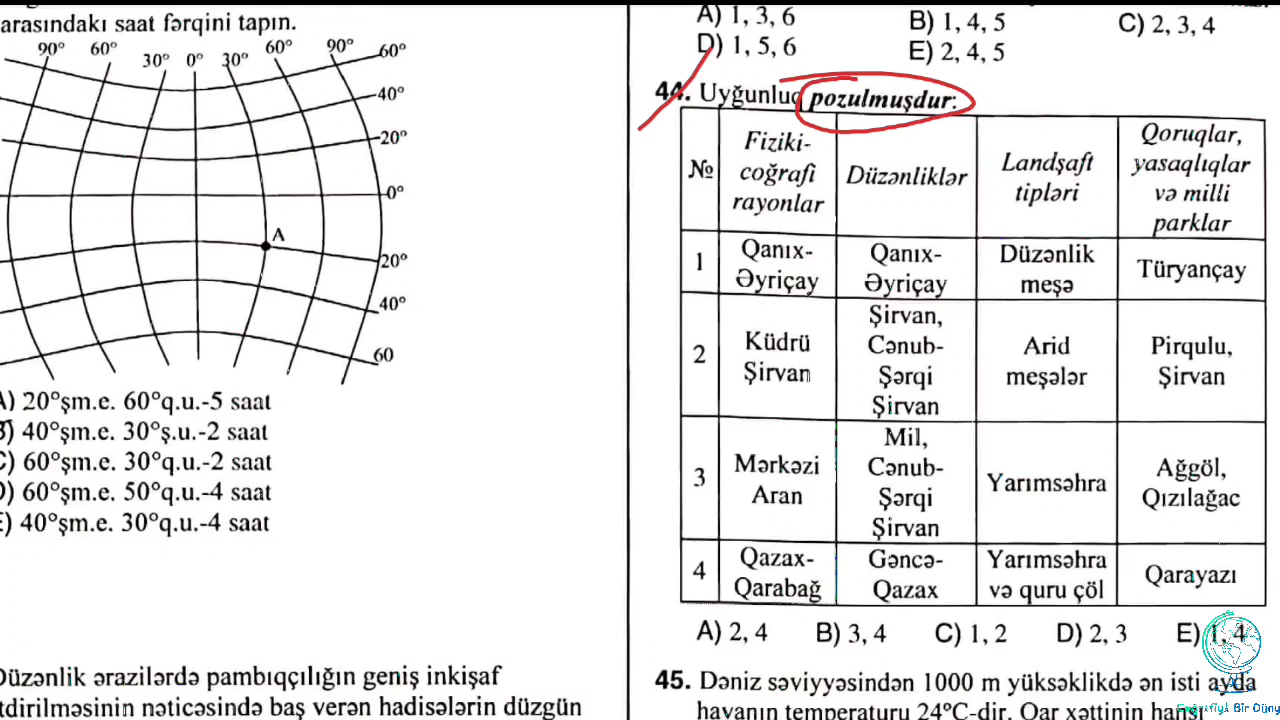 arasındakı saat fərqini tapın.
90° 60° 30° 0° 30° 60° 90° 60°
40°
20°
0°
A
20°
40°
60
A) 20°şm.e. 60°q.u.-5 saat
B) 40°şm.e. 30°ş.u.-2 saat
C) 60°şm.e. 30°q.u.-2 saat
D) 60°şm.e. 50°q.u.-4 saat
E) 40°şm.e. 30°q.u.-4 saat
Düzənlik ərazilərdə pambıqçılığın geniş inkişaf
tdirilməsinin nəticəsində baş verən hadisələrin düzgün
A) 1, 3, 6 B) 1, 4, 5 C) 2, 3, 4
D) 1, 5, 6 E) 2, 4, 5
44. Uyğunluq pozulmuşdur:
№ Fiziki-coğrafi rayonlar Düzənliklər Landşaft tipləri Qoruqlar, yasaqlıqlar və milli parklar
1 Qanıx-Əyriçay Qanıx-Əyriçay Düzənlik meşə Türyançay
2 Küdrü Şirvan Şirvan, Cənub-Şərqi Şirvan Arid meşələr Pirqulu, Şirvan
3 Mərkəzi Aran Mil, Cənub-Şərqi Şirvan Yarımsəhra Ağgöl, Qızılağac
4 Qazax-Qarabağ Gəncə-Qazax Yarımsəhra və quru çöl Qarayazı
A) 2, 4 B) 3, 4 C) 1, 2 D) 2, 3 E) 1, 4
45. Dəniz səviyyəsindən 1000 m yüksəklikdə ən isti ayda
havanın temperaturu 24°C-dir. Qar xəttinin